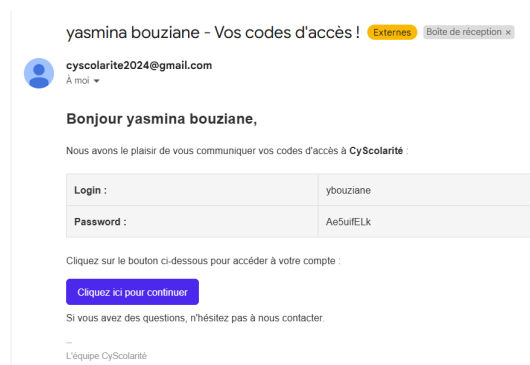 yasmina bouziane - Vos codes d'accès ! Externes Boîte de réception ×
cyscolarite2024@gmail.com
À moi
Bonjour yasmina bouziane,
Nous avons le plaisir de vous communiquer vos codes d'accès à CyScolarité :
Login : ybouziane
Password : Ae5uifELk
Cliquez sur le bouton ci-dessous pour accéder à votre compte :
Cliquez ici pour continuer
Si vous avez des questions, n'hésitez pas à nous contacter.
--
L'équipe CyScolarité